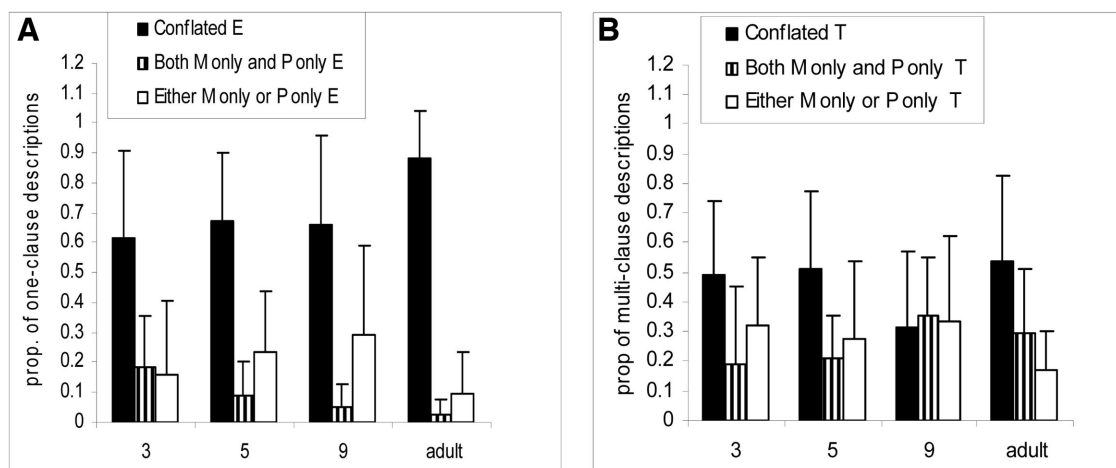 A
Conflated E
Both M only and P only E
Either M only or P only E
prop. of one-clause descriptions
1.2
1.1
1
0.9
0.8
0.7
0.6
0.5
0.4
0.3
0.2
0.1
0
3 5 9 adult
B
Conflated T
Both M only and P only T
Either M only or P only T
prop of multi-clause descriptions
1.2
1.1
1
0.9
0.8
0.7
0.6
0.5
0.4
0.3
0.2
0.1
0
3 5 9 adult